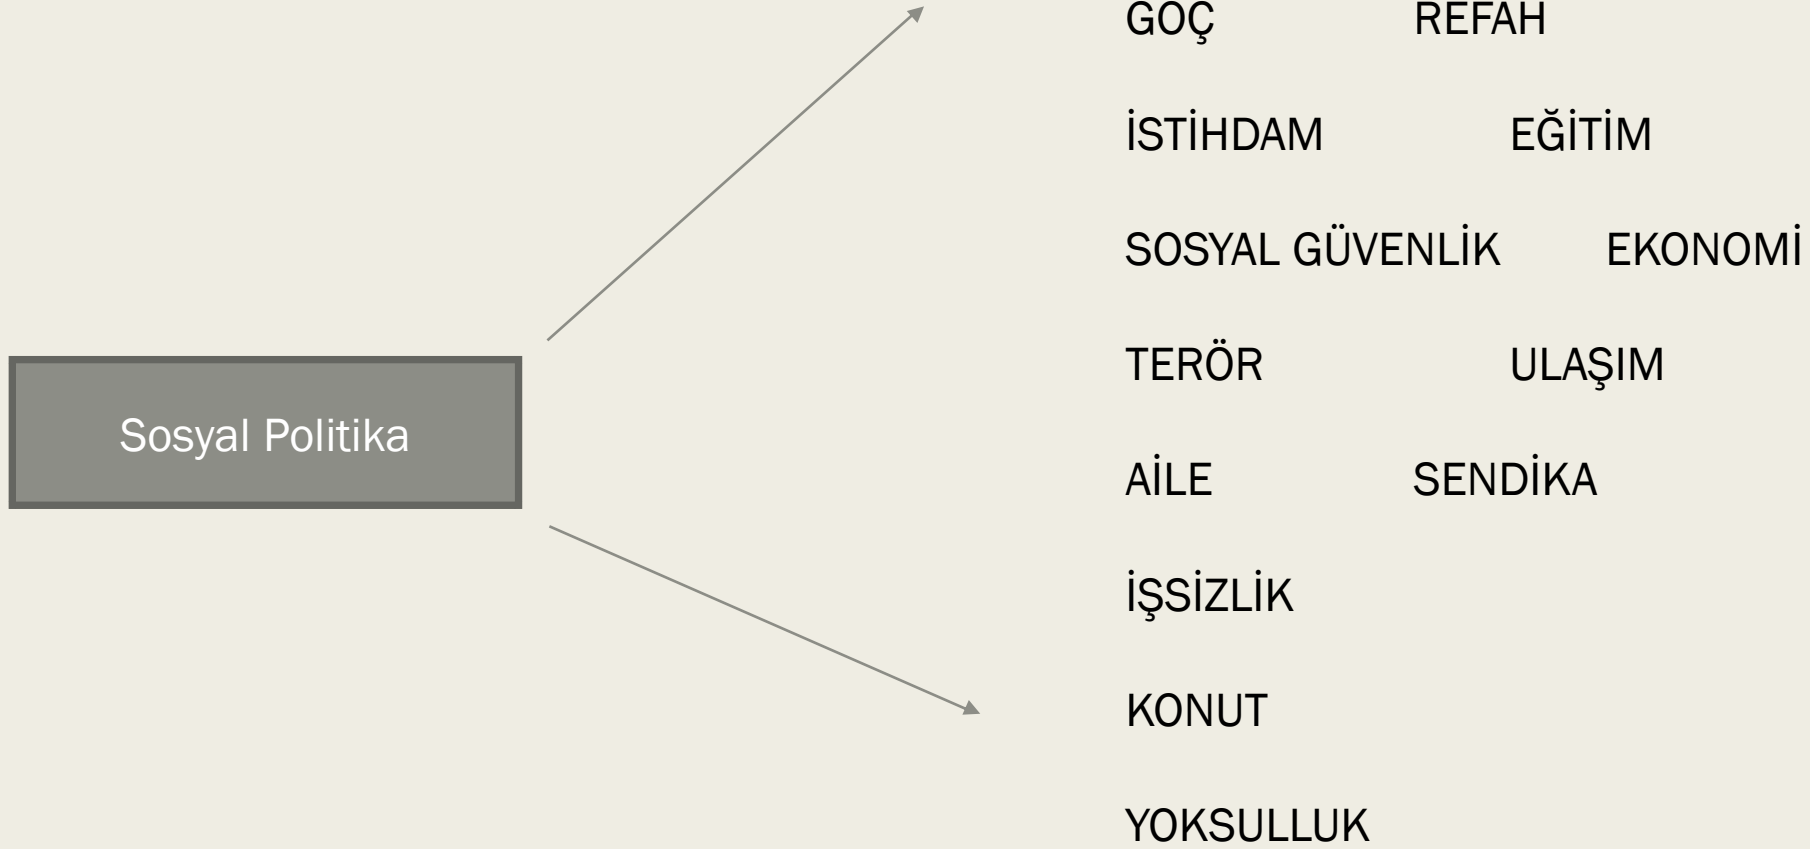 GÖÇ REFAH
İSTİHDAM EĞİTİM
SOSYAL GÜVENLİK EKONOMİ
TERÖR ULAŞIM
Sosyal Politika
AİLE SENDİKA
İŞSİZLİK
KONUT
YOKSULLUK